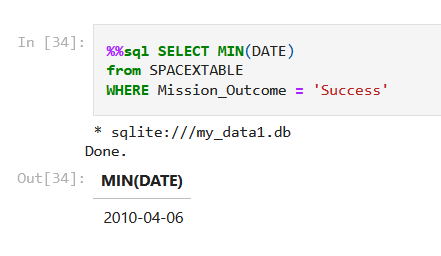 In [34]:
%%sql SELECT MIN(DATE)
from SPACEXTABLE
WHERE Mission_Outcome = 'Success'
* sqlite:///my_data1.db
Done.
Out[34]:
MIN(DATE)
2010-04-06